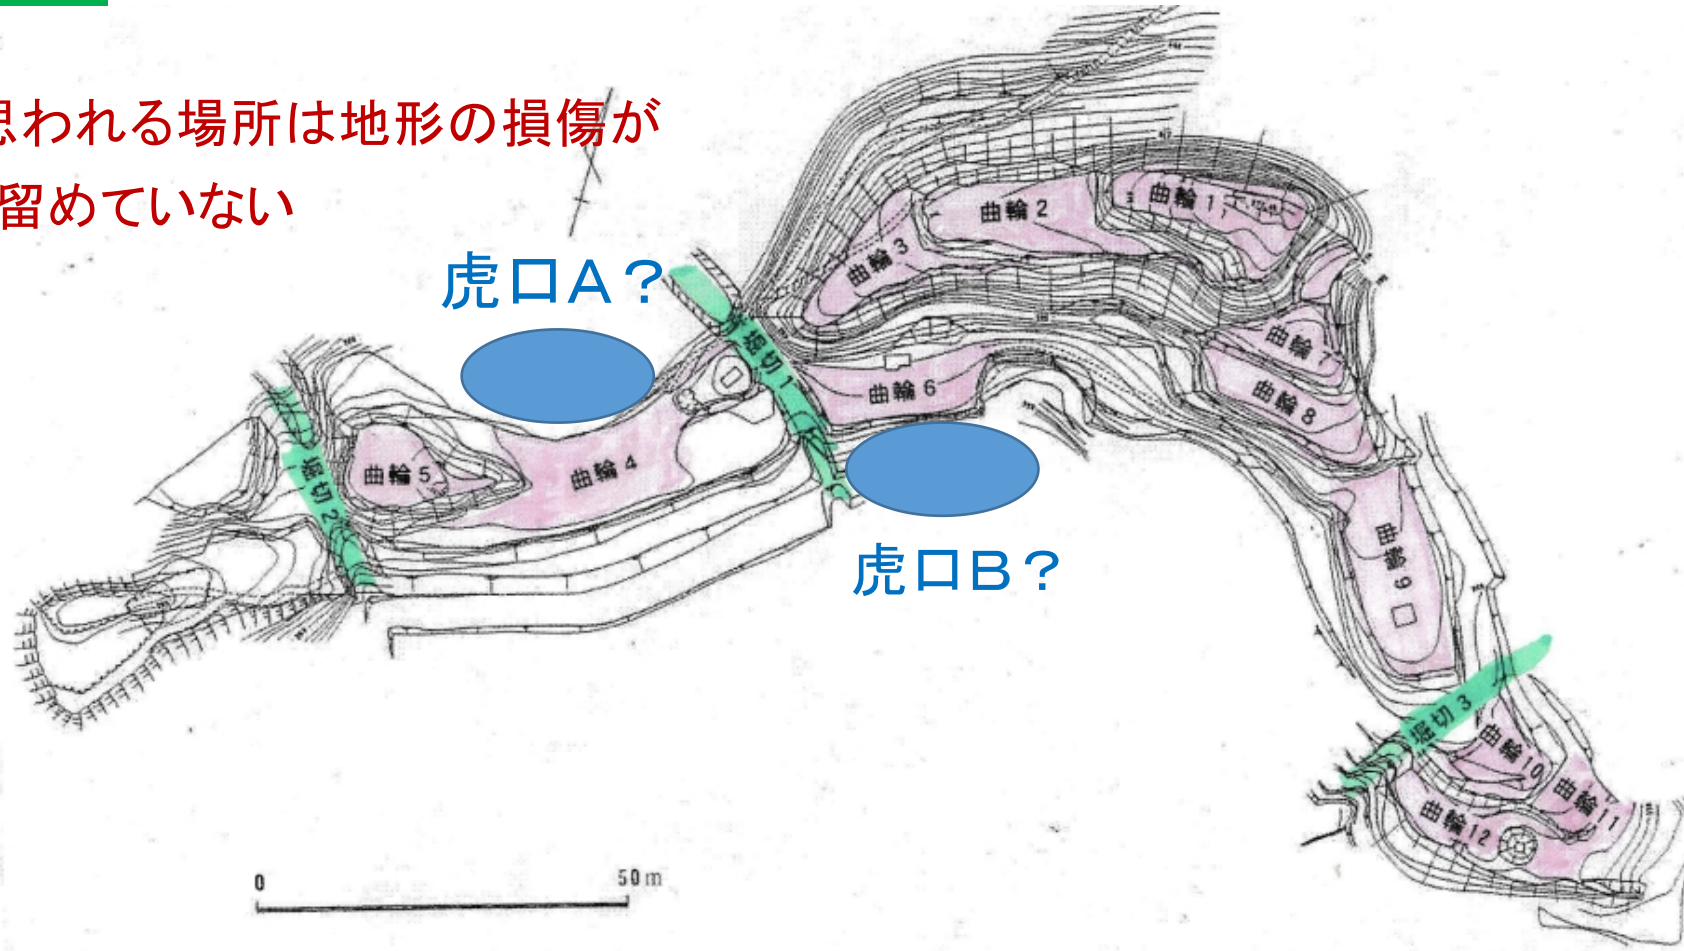 思われる場所は地形の損傷が
留めていない
虎口A？
虎口B？
曲輪1
曲輪2
曲輪3
堀切1
曲輪6
曲輪7
曲輪8
曲輪5
曲輪4
堀切2
曲輪9
堀切3
曲輪10
曲輪11
曲輪12
0 50m